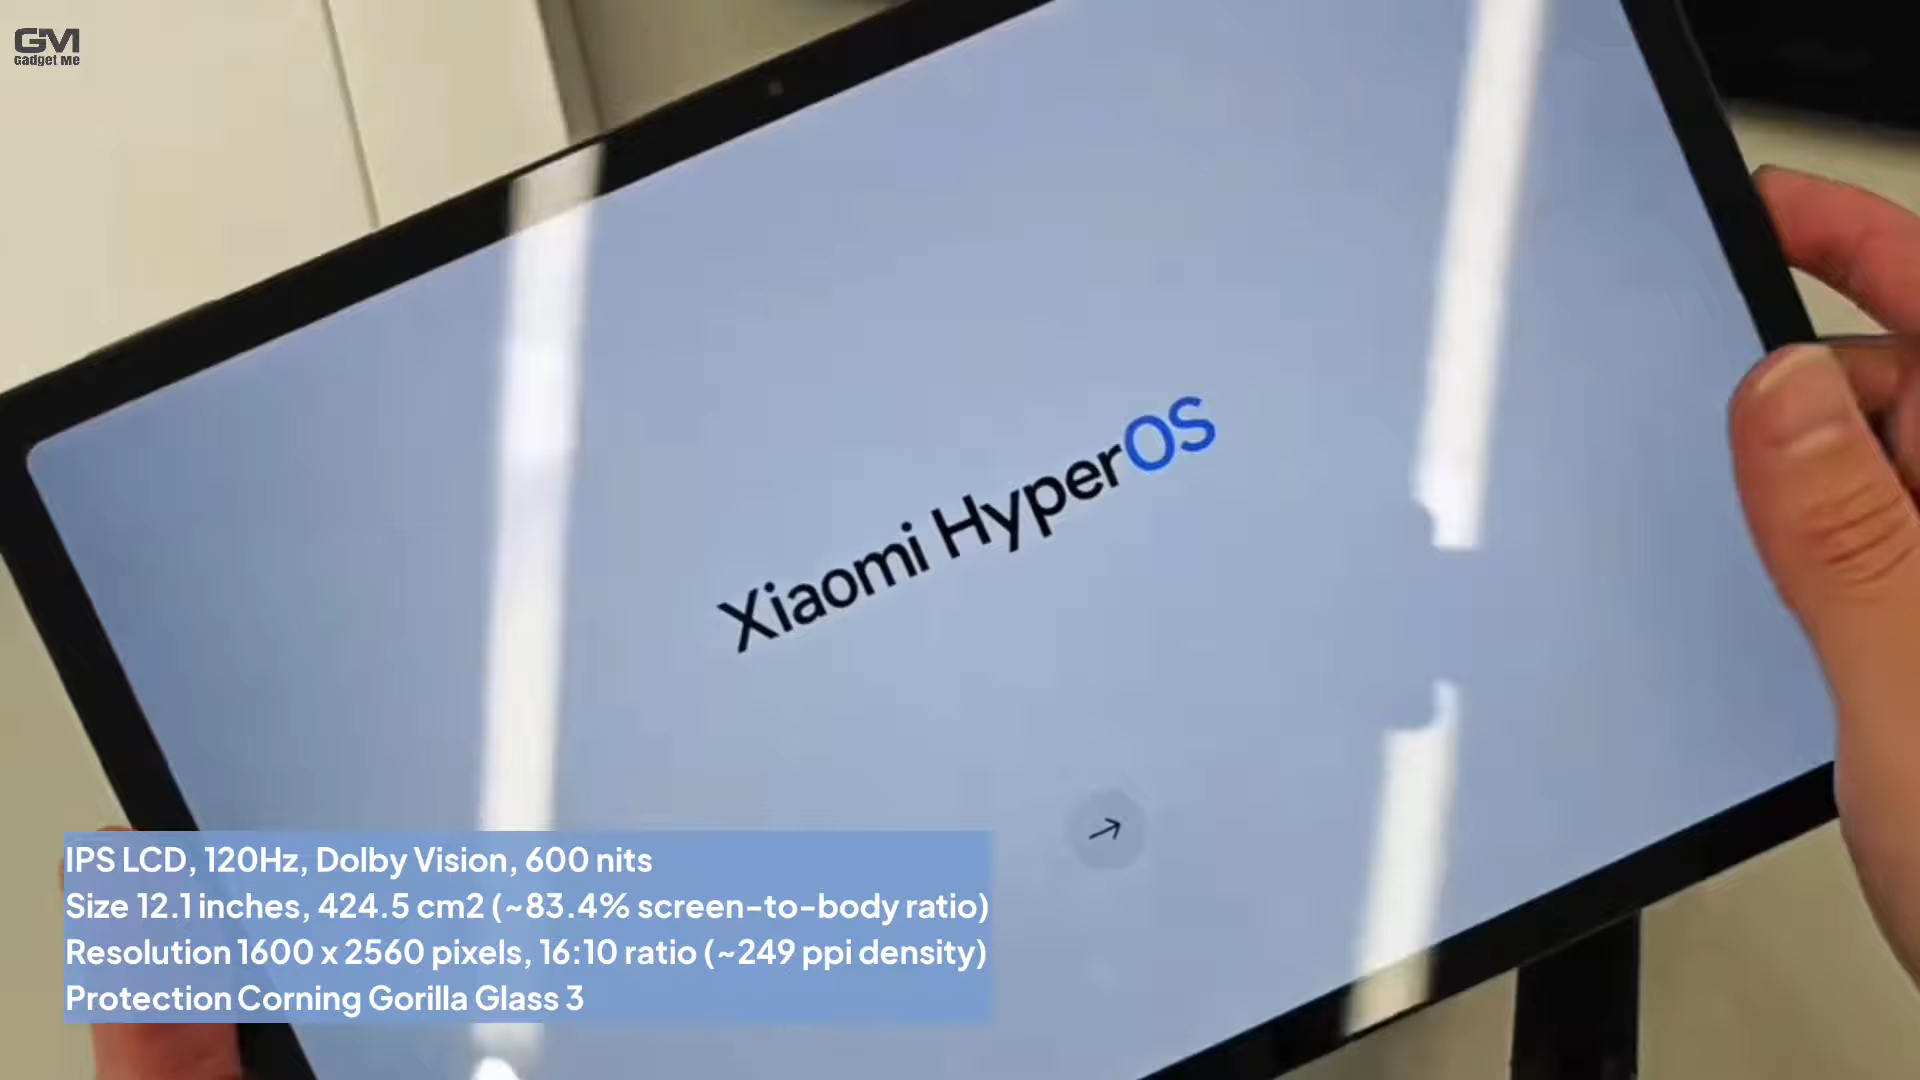 GM
Gadget Me
Xiaomi HyperOS
IPS LCD, 120Hz, Dolby Vision, 600 nits
Size 12.1 inches, 424.5 cm2 (~83.4% screen-to-body ratio)
Resolution 1600 x 2560 pixels, 16:10 ratio (~249 ppi density)
Protection Corning Gorilla Glass 3